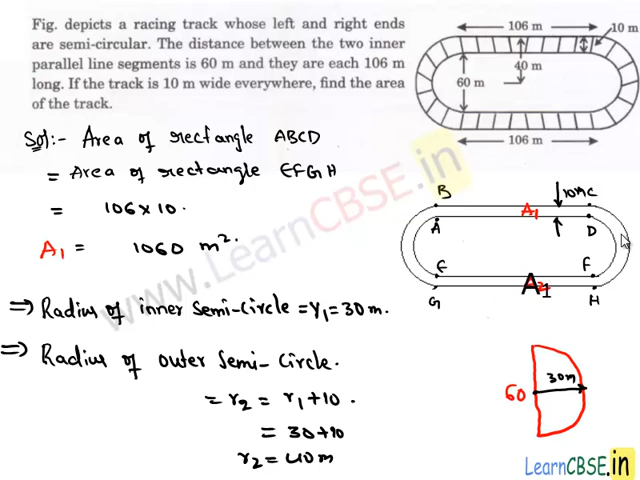 Fig. depicts a racing track whose left and right ends
are semi-circular. The distance between the two inner
parallel line segments is 60 m and they are each 106 m
long. If the track is 10 m wide everywhere, find the area
of the track.
106 m
10 m
40 m
60 m
106 m
Sol:- Area of rectangle ABCD
= Area of rectangle EFGH
= 106×10.
A₁ = 1060 m².
⇒ Radius of inner semi-circle = r₁ = 30m.
⇒ Radius of outer semi-circle.
= r₂ = r₁+10.
= 30+10
r₂ = 40m
B
10m
C
A₁
A
D
E
F
G
H
60
30m
www.LearnCBSE.in
LearnCBSE.in